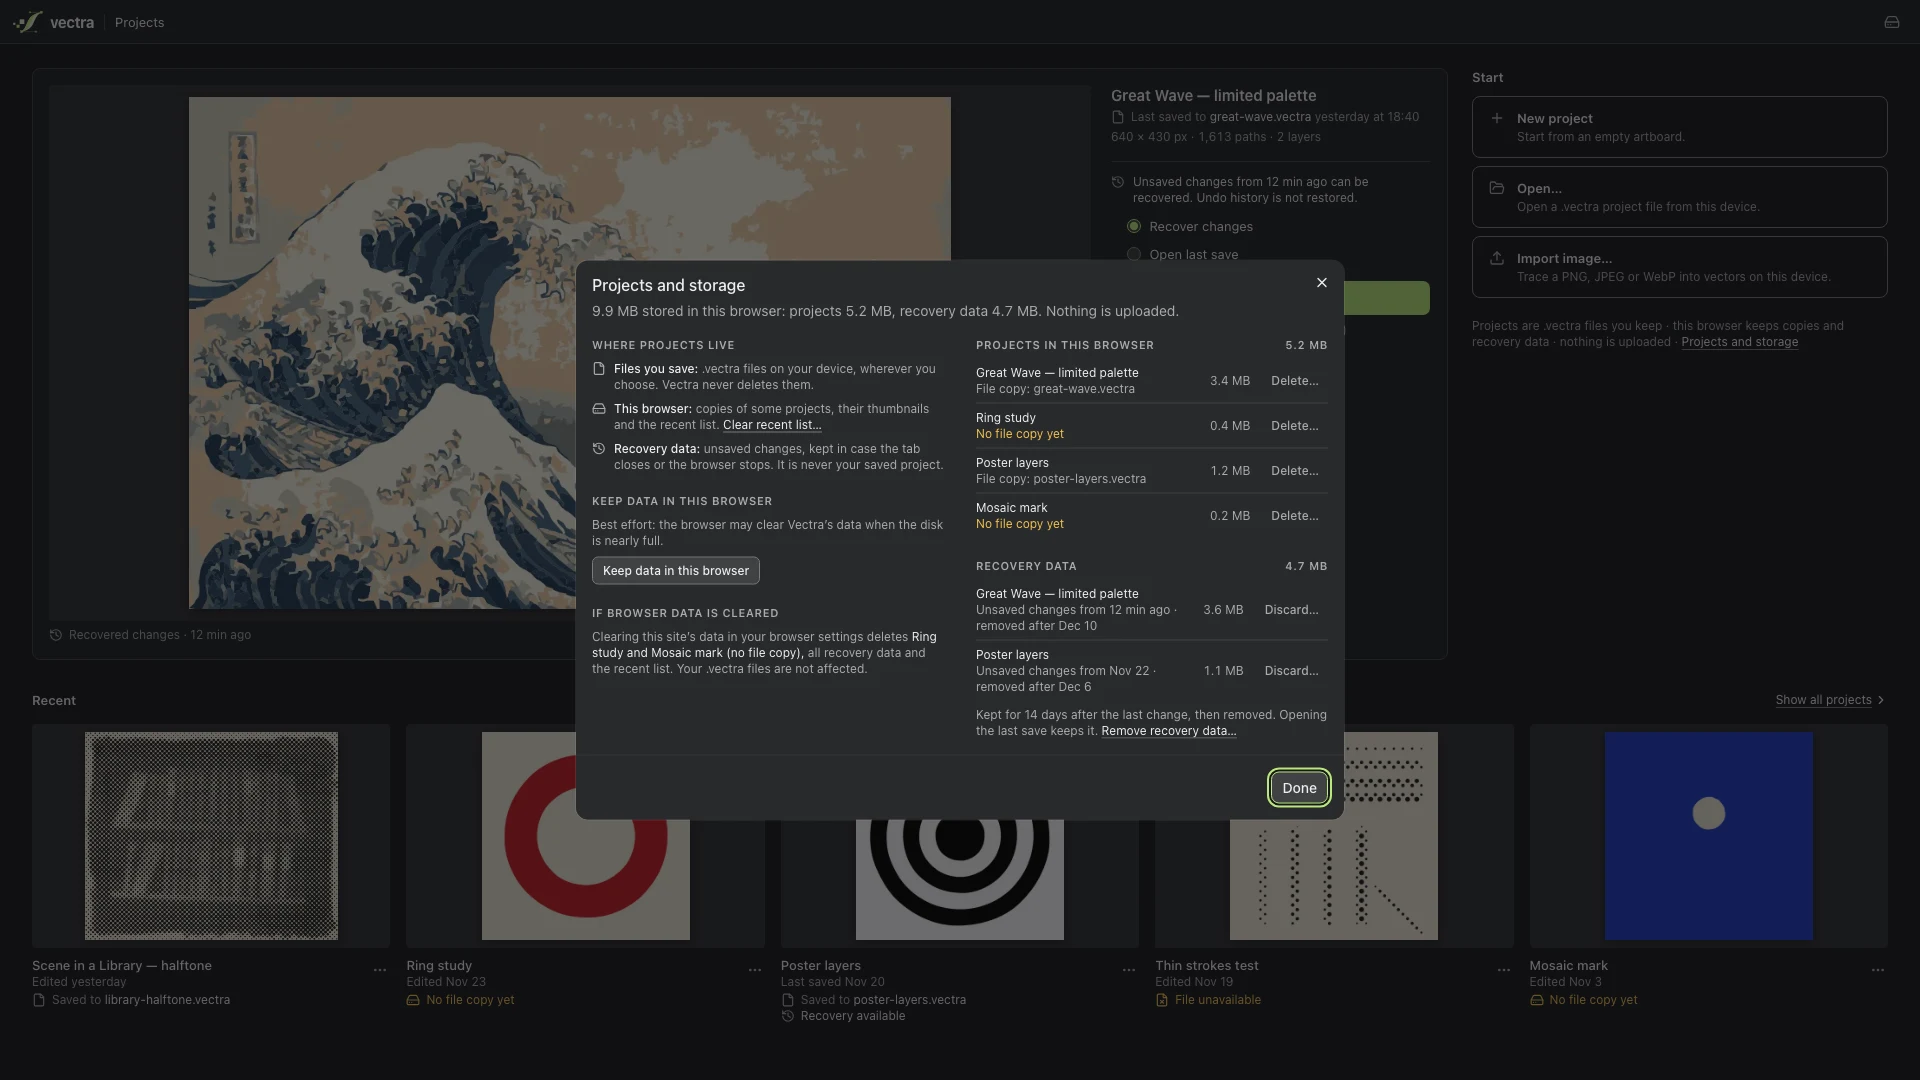 vectra
Projects
Great Wave — limited palette
Last saved to great-wave.vectra yesterday at 18:40
640 × 430 px · 1,613 paths · 2 layers
Unsaved changes from 12 min ago can be
recovered. Undo history is not restored.
Recover changes
Open last save
Recovered changes · 12 min ago
Start
New project
Start from an empty artboard.
Open...
Open a .vectra project file from this device.
Import image...
Trace a PNG, JPEG or WebP into vectors on this device.
Projects are .vectra files you keep · this browser keeps copies and
recovery data · nothing is uploaded · Projects and storage
Projects and storage
9.9 MB stored in this browser: projects 5.2 MB, recovery data 4.7 MB. Nothing is uploaded.
WHERE PROJECTS LIVE
Files you save: .vectra files on your device, wherever you
choose. Vectra never deletes them.
This browser: copies of some projects, their thumbnails
and the recent list. Clear recent list...
Recovery data: unsaved changes, kept in case the tab
closes or the browser stops. It is never your saved project.
KEEP DATA IN THIS BROWSER
Best effort: the browser may clear Vectra's data when the disk
is nearly full.
Keep data in this browser
IF BROWSER DATA IS CLEARED
Clearing this site's data in your browser settings deletes Ring
study and Mosaic mark (no file copy), all recovery data and
the recent list. Your .vectra files are not affected.
PROJECTS IN THIS BROWSER 5.2 MB
Great Wave — limited palette
File copy: great-wave.vectra
3.4 MB Delete...
Ring study
No file copy yet
0.4 MB Delete...
Poster layers
File copy: poster-layers.vectra
1.2 MB Delete...
Mosaic mark
No file copy yet
0.2 MB Delete...
RECOVERY DATA 4.7 MB
Great Wave — limited palette
Unsaved changes from 12 min ago ·
removed after Dec 10
3.6 MB Discard...
Poster layers
Unsaved changes from Nov 22 ·
removed after Dec 6
1.1 MB Discard...
Kept for 14 days after the last change, then removed. Opening
the last save keeps it. Remove recovery data...
Done
Recent
Show all projects
Scene in a Library — halftone
Edited yesterday
Saved to library-halftone.vectra
Ring study
Edited Nov 23
No file copy yet
Poster layers
Last saved Nov 20
Saved to poster-layers.vectra
Recovery available
Thin strokes test
Edited Nov 19
File unavailable
Mosaic mark
Edited Nov 3
No file copy yet